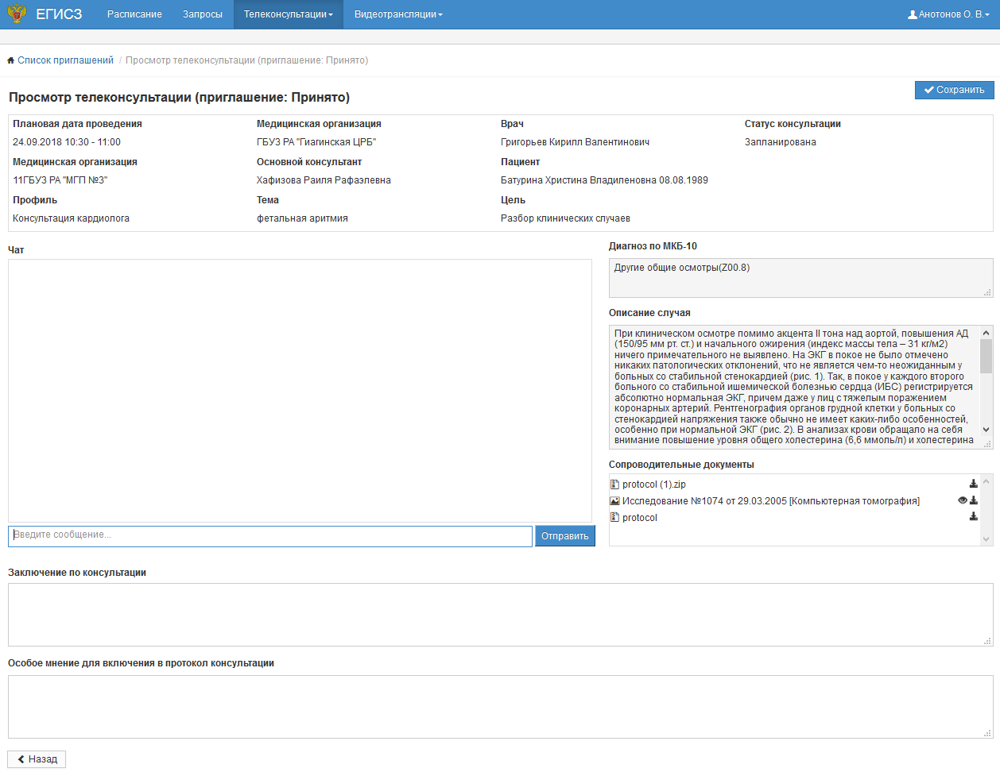 ЕГИСЗ Расписание Запросы Телеконсультации Видеотрансляции Анотонов О. В.
Список приглашений / Просмотр телеконсультации (приглашение: Принято)
Просмотр телеконсультации (приглашение: Принято)
Сохранить
Плановая дата проведения Медицинская организация Врач Статус консультации
24.09.2018 10:30 - 11:00 ГБУЗ РА "Гиагинская ЦРБ" Григорьев Кирилл Валентинович Запланирована
Медицинская организация Основной консультант Пациент
11ГБУЗ РА "МГП №3" Хафизова Раиля Рафаэлевна Батурина Христина Владиленовна 08.08.1989
Профиль Тема Цель
Консультация кардиолога фетальная аритмия Разбор клинических случаев
Чат
Введите сообщение...
Отправить
Диагноз по МКБ-10
Другие общие осмотры(Z00.8)
Описание случая
При клиническом осмотре помимо акцента II тона над аортой, повышения АД
(150/95 мм рт. ст.) и начального ожирения (индекс массы тела – 31 кг/м2)
ничего примечательного не выявлено. На ЭКГ в покое не было отмечено
никаких патологических отклонений, что не является чем-то неожиданным у
больных со стабильной стенокардией (рис. 1). Так, в покое у каждого второго
больного со стабильной ишемической болезнью сердца (ИБС) регистрируется
абсолютно нормальная ЭКГ, причем даже у лиц с тяжелым поражением
коронарных артерий. Рентгенография органов грудной клетки у больных со
стенокардией напряжения также обычно не имеет каких-либо особенностей,
особенно при нормальной ЭКГ (рис. 2). В анализах крови обращало на себя
внимание повышение уровня общего холестерина (6,6 ммоль/л) и холестерина
Сопроводительные документы
protocol (1).zip
Исследование №1074 от 29.03.2005 [Компьютерная томография]
protocol
Заключение по консультации
Особое мнение для включения в протокол консультации
Назад